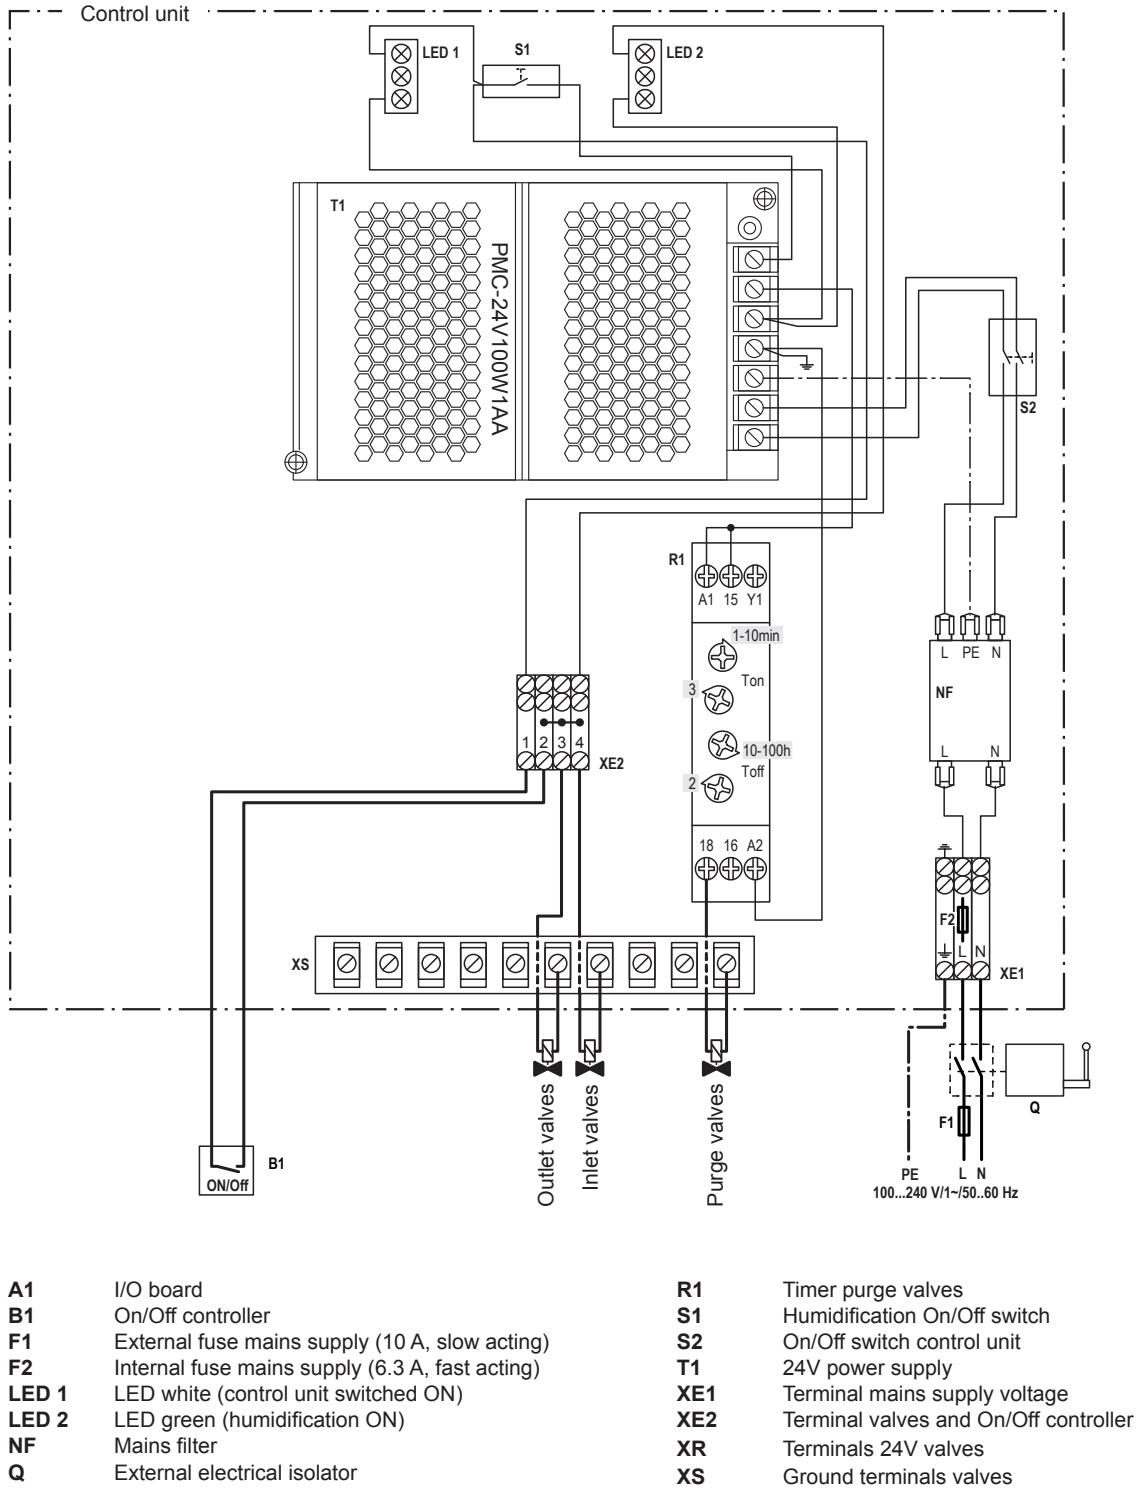 Control unit
LED 1
S1
LED 2
T1
PMC-24V100W1AA
S2
R1
A1 15 Y1
1-10min
Ton
3
10-100h
Toff
2
18 16 A2
L PE N
NF
L N
1 2 3 4
XE2
F2
L N
XE1
XS
Q
F1
B1
ON/Off
Outlet valves
Inlet valves
Purge valves
PE L N
100...240 V/1~/50..60 Hz
A1 I/O board
B1 On/Off controller
F1 External fuse mains supply (10 A, slow acting)
F2 Internal fuse mains supply (6.3 A, fast acting)
LED 1 LED white (control unit switched ON)
LED 2 LED green (humidification ON)
NF Mains filter
Q External electrical isolator
R1 Timer purge valves
S1 Humidification On/Off switch
S2 On/Off switch control unit
T1 24V power supply
XE1 Terminal mains supply voltage
XE2 Terminal valves and On/Off controller
XR Terminals 24V valves
XS Ground terminals valves